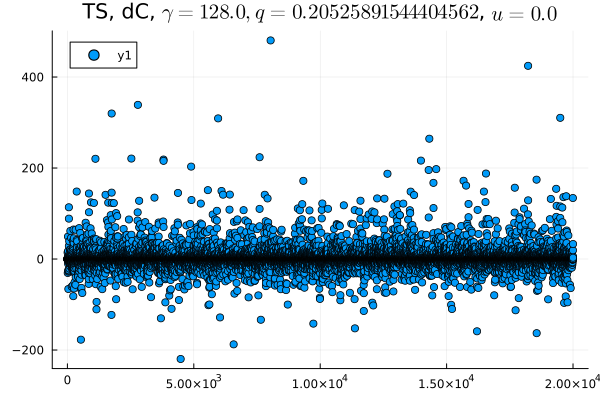 TS, dC, γ = 128.0, q = 0.20525891544404562, u = 0.0
y1
400
200
0
−200
0 5.00×10³ 1.00×10⁴ 1.50×10⁴ 2.00×10⁴